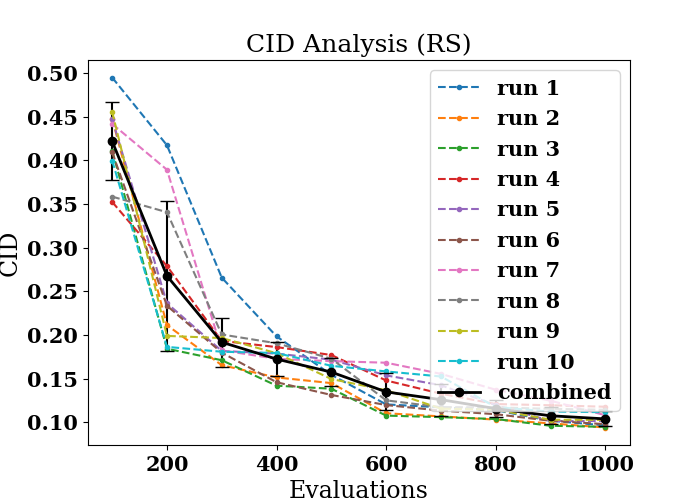 CID Analysis (RS)
0.50
0.45
0.40
0.35
0.30
0.25
0.20
0.15
0.10
CID
200
400
600
800
1000
Evaluations
run 1
run 2
run 3
run 4
run 5
run 6
run 7
run 8
run 9
run 10
combined